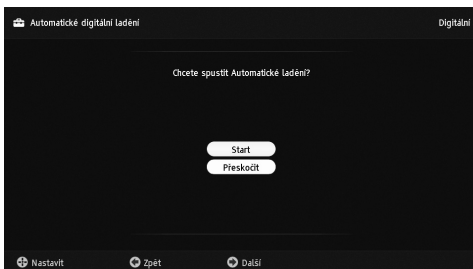 Automatické digitální ladění
Digitální
Chcete spustit Automatické ladění?
Start
Přeskočit
Nastavit
Zpět
Další